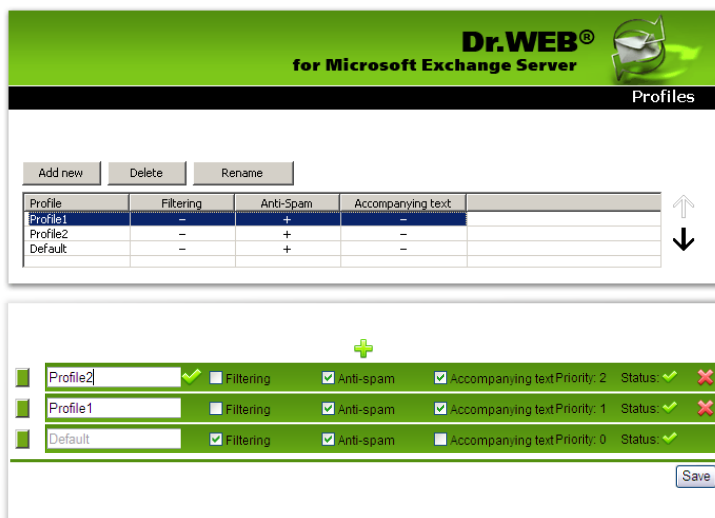 Dr.WEB®
for Microsoft Exchange Server
Profiles
Add new Delete Rename
Profile Filtering Anti-Spam Accompanying text
Profile1 – + –
Profile2 – + –
Default – + –
Profile2 Filtering Anti-spam Accompanying text Priority: 2 Status:
Profile1 Filtering Anti-spam Accompanying text Priority: 1 Status:
Default Filtering Anti-spam Accompanying text Priority: 0 Status:
Save